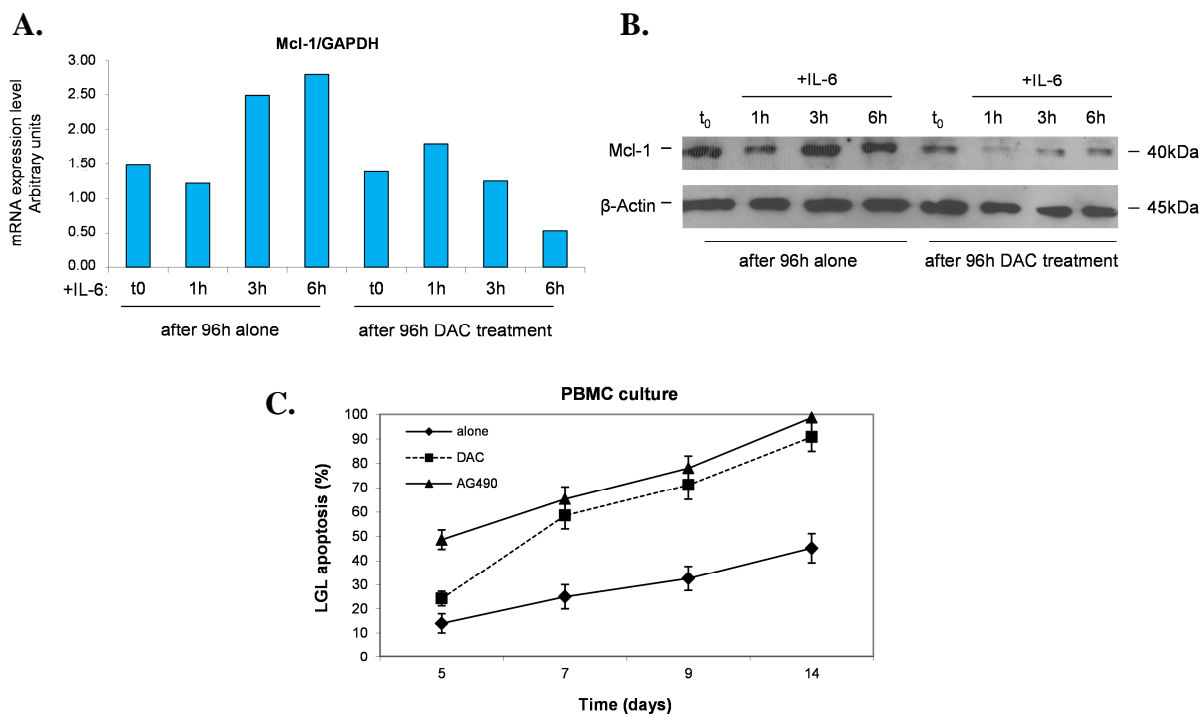 A.
Mcl-1/GAPDH
mRNA expression level
Arbitrary units
3.00
2.50
2.00
1.50
1.00
0.50
0.00
+IL-6: t0 1h 3h 6h t0 1h 3h 6h
after 96h alone after 96h DAC treatment
B.
+IL-6 +IL-6
t0 1h 3h 6h t0 1h 3h 6h
Mcl-1 – – 40kDa
β-Actin – – 45kDa
after 96h alone after 96h DAC treatment
C.
PBMC culture
LGL apoptosis (%)
100
90
80
70
60
50
40
30
20
10
0
alone
DAC
AG490
5 7 9 14
Time (days)